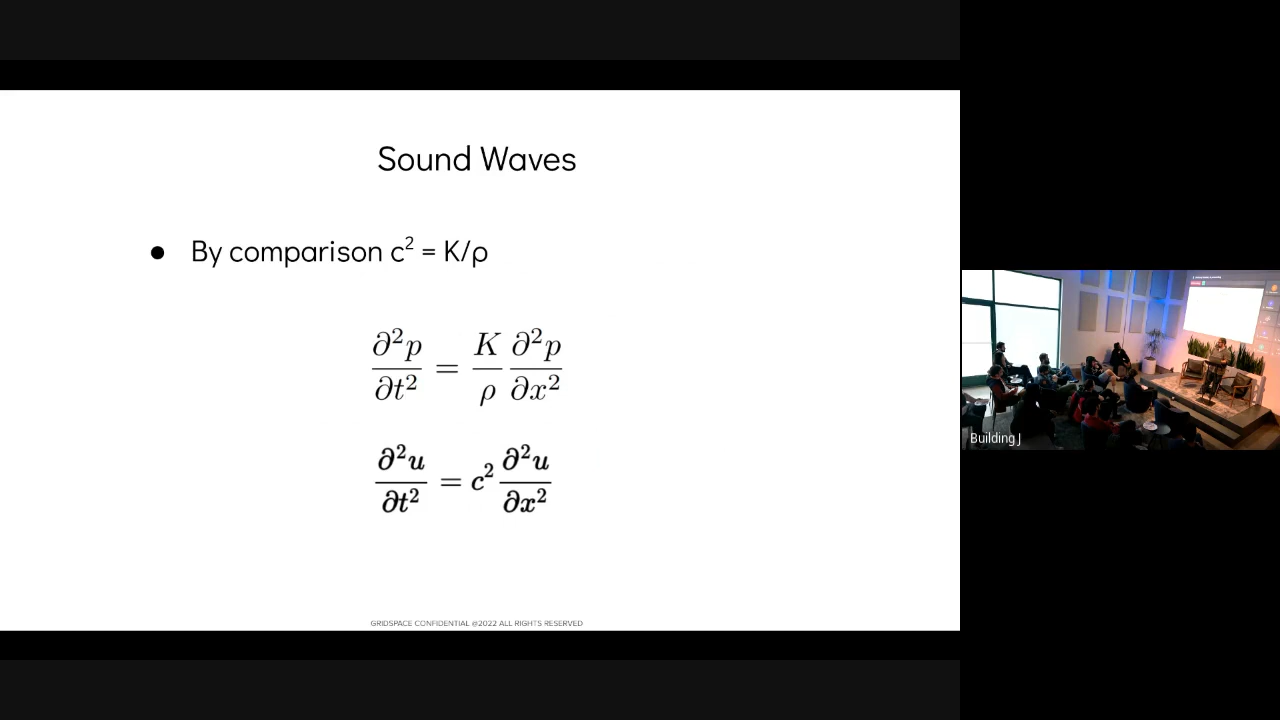 Sound Waves
● By comparison c² = K/ρ
∂²p/∂t² = K/ρ ∂²p/∂x²
∂²u/∂t² = c² ∂²u/∂x²
GRIDSPACE CONFIDENTIAL @2022 ALL RIGHTS RESERVED
Building J